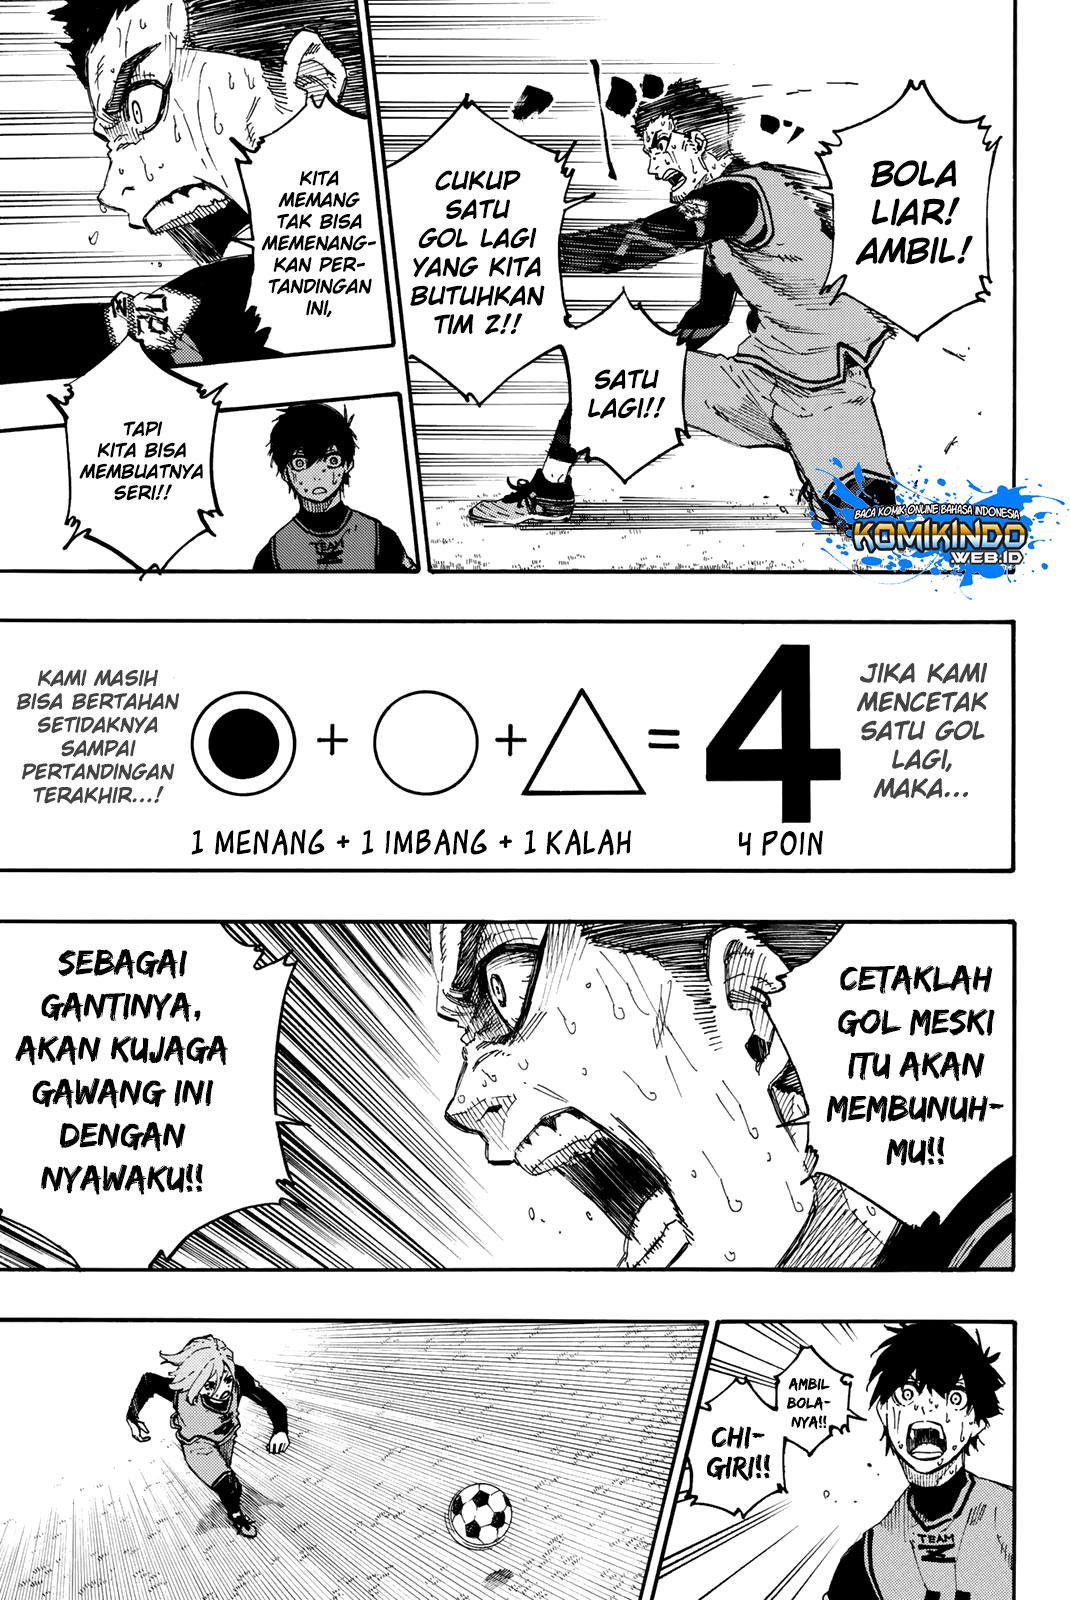 BOLA
LIAR!
AMBIL!
CUKUP
SATU
GOL LAGI
YANG KITA
BUTUHKAN
TIM Z!!
SATU
LAGI!!
KITA
MEMANG
TAK BISA
MEMENANG-
KAN PER-
TANDINGAN
INI,
TAPI
KITA BISA
MEMBUATNYA
SERI!!
TEAM
Z
BACA KOMIK ONLINE BAHASA INDONESIA
KOMIKINDO
.WEB.ID
JIKA KAMI
MENCETAK
SATU GOL
LAGI,
MAKA...
+ + = 4
1 MENANG + 1 IMBANG + 1 KALAH
4 POIN
KAMI MASIH
BISA BERTAHAN
SETIDAKNYA
SAMPAI
PERTANDINGAN
TERAKHIR...!
CETAKLAH
GOL MESKI
ITU AKAN
MEMBUNUH-
MU!!
SEBAGAI
GANTINYA,
AKAN KUJAGA
GAWANG INI
DENGAN
NYAWAKU!!
AMBIL
BOLA-
NYA!!
CHI-
GIRI!!
TEAM
Z